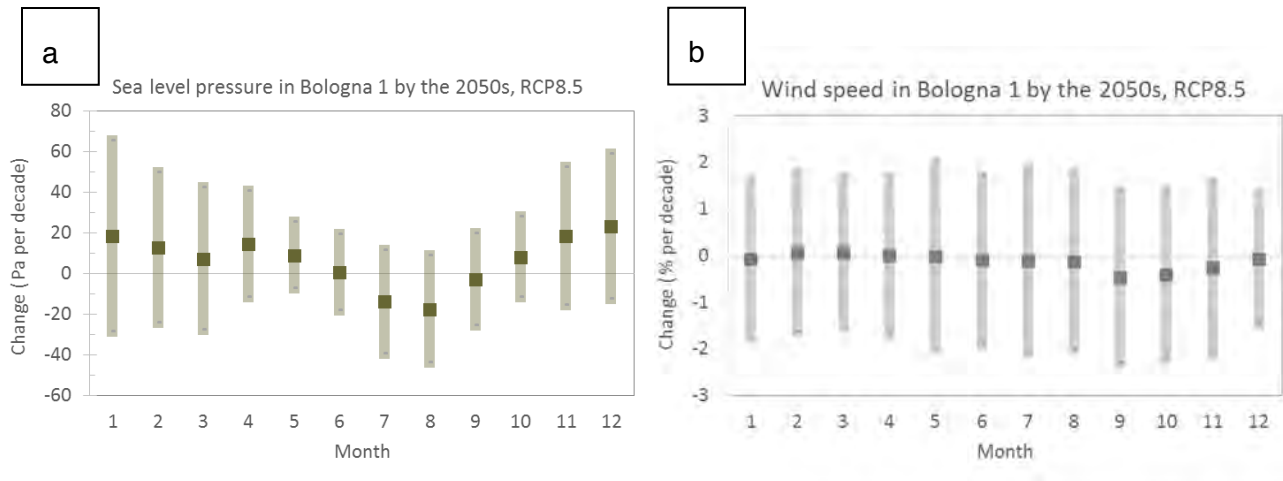 a
Sea level pressure in Bologna 1 by the 2050s, RCP8.5
Change ( Pa per decade)
80
60
40
20
0
-20
-40
-60
1 2 3 4 5 6 7 8 9 10 11 12
Month
b
Wind speed in Bologna 1 by the 2050s, RCP8.5
Change ( % per decade)
3
2
1
0
-1
-2
-3
1 2 3 4 5 6 7 8 9 10 11 12
Month